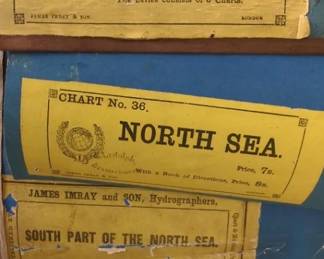 The Series consists of 6 Charts.
JAMES IMRAY & SON.
LONDON
CHART No. 36.
NORTH SEA.
Price, 7s.
With a Book of Directions, Price, 8s.
JAMES IMRAY and SON, Hydrographers,
SOUTH PART OF THE NORTH SEA.